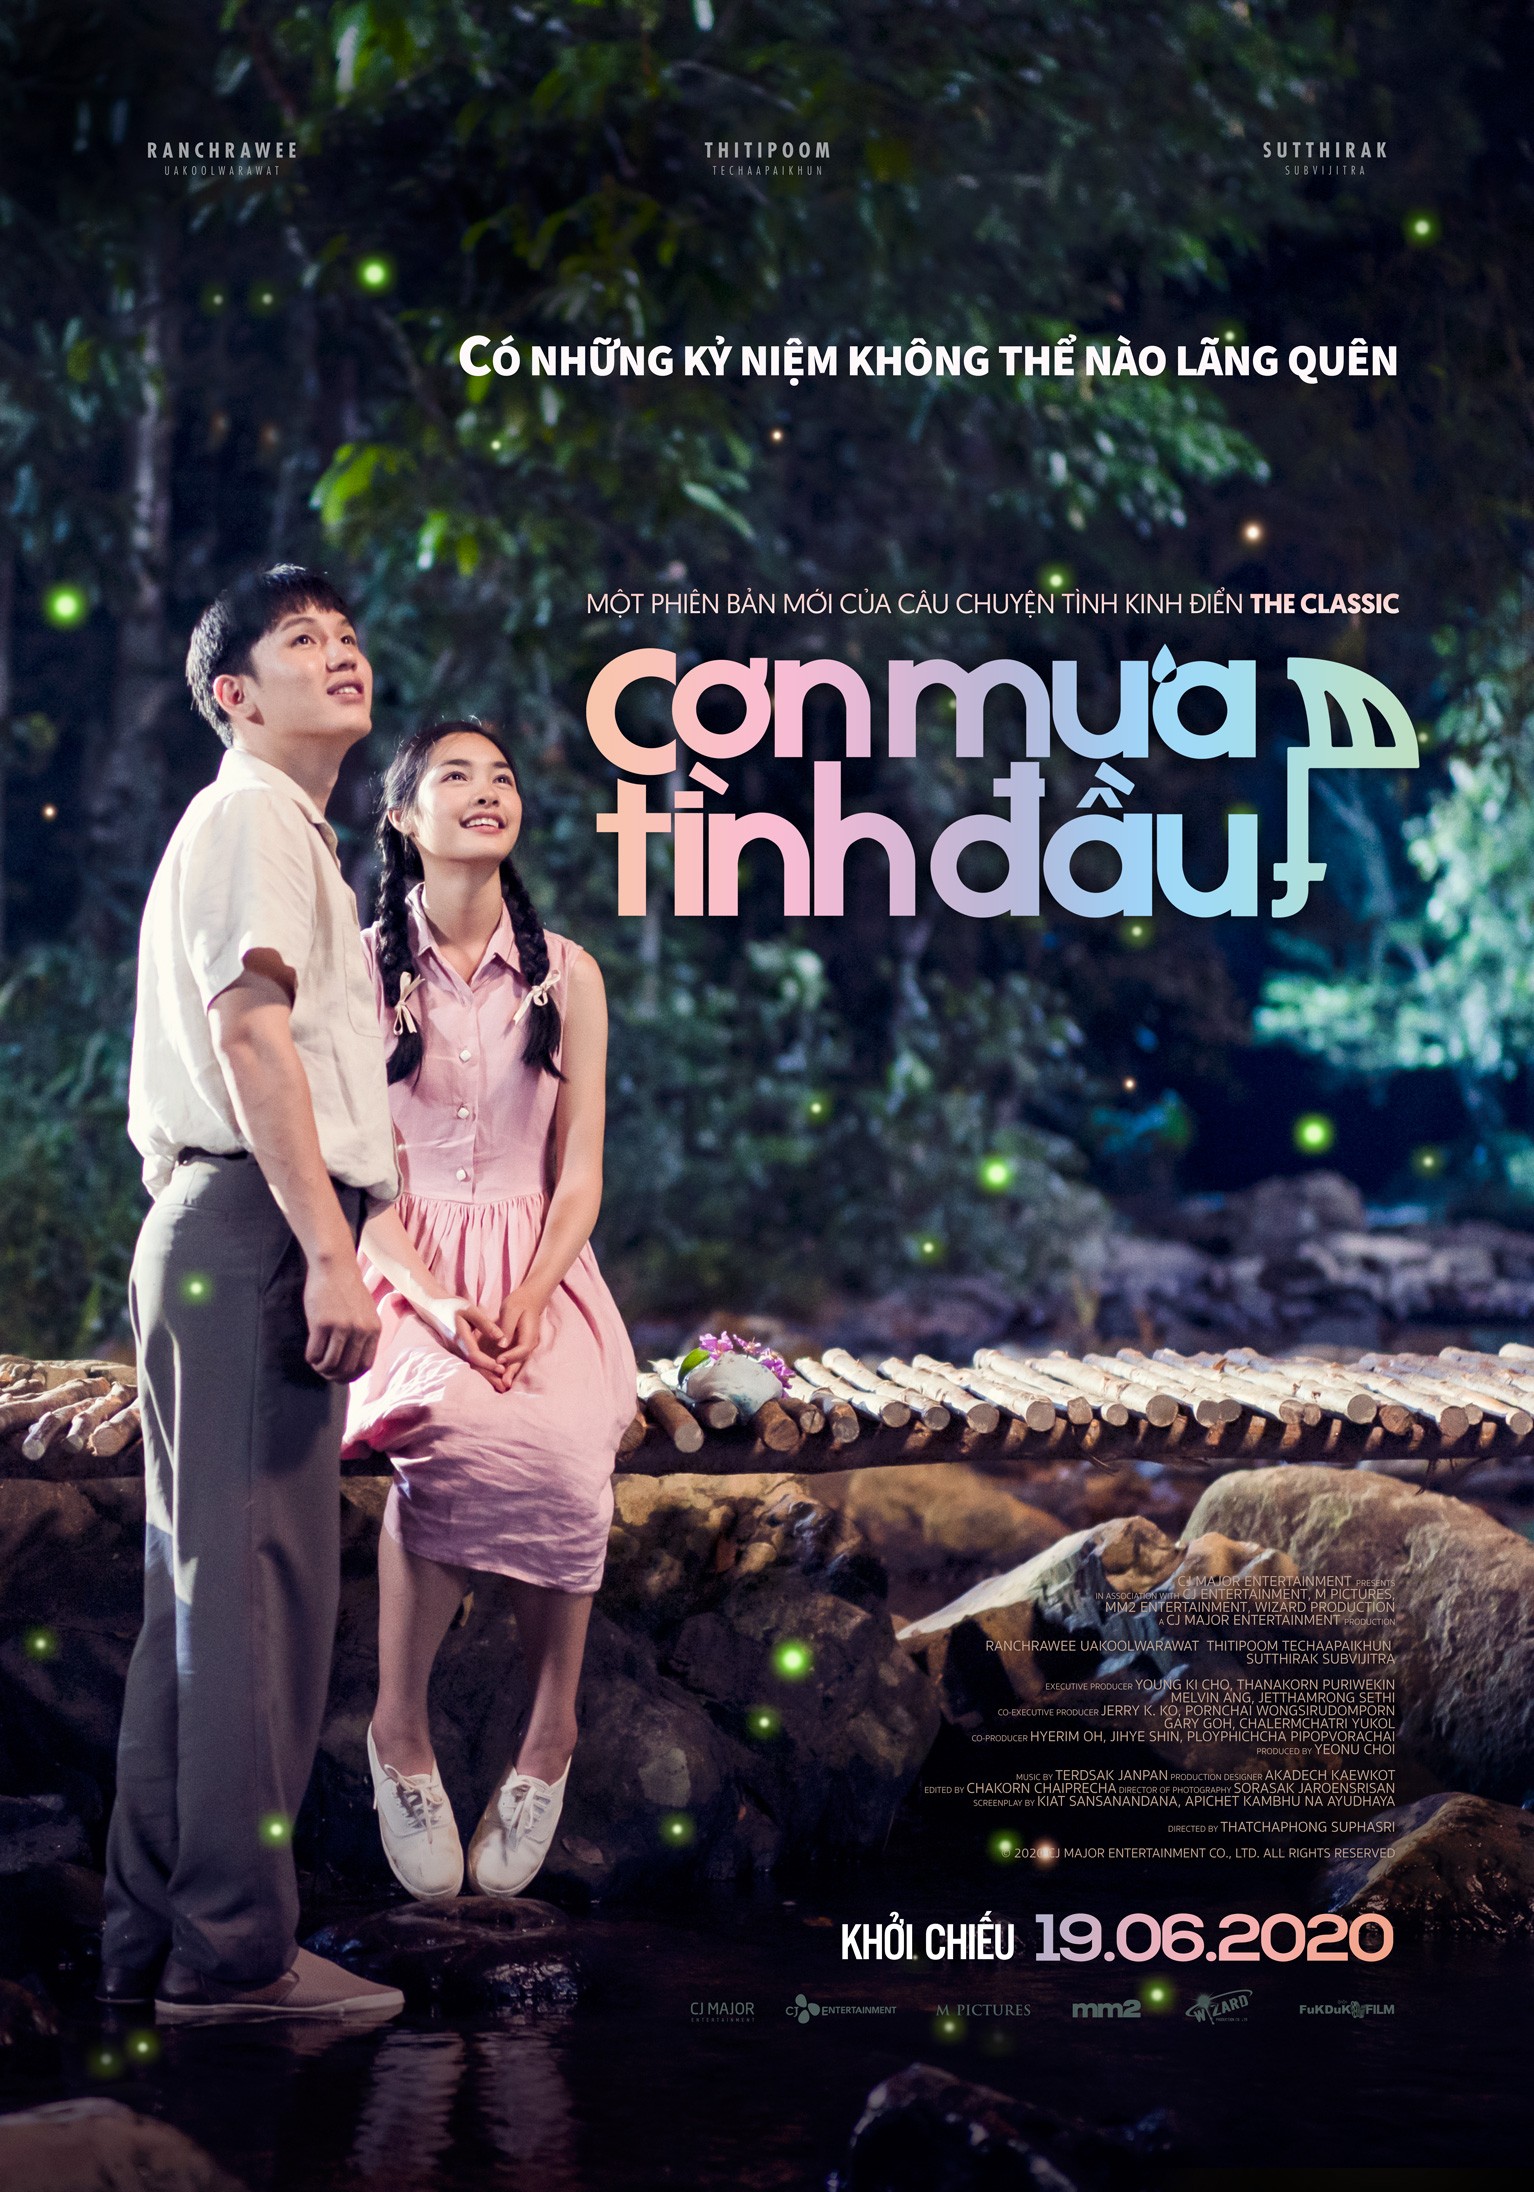 RANCHRAWEE THITIPOOM SUTTHIRAK
UAKOOLWARAWAT TECHAAPAIKHUN SUBVIJITRA
CÓ NHỮNG KỶ NIỆM KHÔNG THỂ NÀO LÃNG QUÊN
MỘT PHIÊN BẢN MỚI CỦA CÂU CHUYỆN TÌNH KINH ĐIỂN THE CLASSIC
cơn mưa
tình đầu
CJ MAJOR ENTERTAINMENT PRESENTS
IN ASSOCIATION WITH CJ ENTERTAINMENT, M PICTURES,
MM2 ENTERTAINMENT, WIZARD PRODUCTION
A CJ MAJOR ENTERTAINMENT PRODUCTION
RANCHRAWEE UAKOOLWARAWAT THITIPOOM TECHAAPAIKHUN
SUTTHIRAK SUBVIJITRA
EXECUTIVE PRODUCER YOUNG KI CHO, THANAKORN PURIWEKIN
MELVIN ANG, JETTHAMRONG SETHI
CO-EXECUTIVE PRODUCER JERRY K. KO, PORNCHAI WONGSIRUDOMPORN
GARY GOH, CHALERMCHATRI YUKOL
CO-PRODUCER HYERIM OH, JIHYE SHIN, PLOYPHICHCHA PIPOPVORACHAI
PRODUCED BY YEONU CHOI
MUSIC BY TERDSAK JANPAN PRODUCTION DESIGNER AKADECH KAEWKOT
EDITED BY CHAKORN CHAIPRECHA DIRECTOR OF PHOTOGRAPHY SORASAK JAROENSRISAN
SCREENPLAY BY KIAT SANSANANDANA, APICHET KAMBHU NA AYUDHAYA
DIRECTED BY THATCHAPHONG SUPHASRI
© 2020 CJ MAJOR ENTERTAINMENT CO., LTD. ALL RIGHTS RESERVED
KHỞI CHIẾU 19.06.2020
CJ MAJOR ENTERTAINMENT CJ ENTERTAINMENT M PICTURES mm2 WIZARD FuKDuK FILM